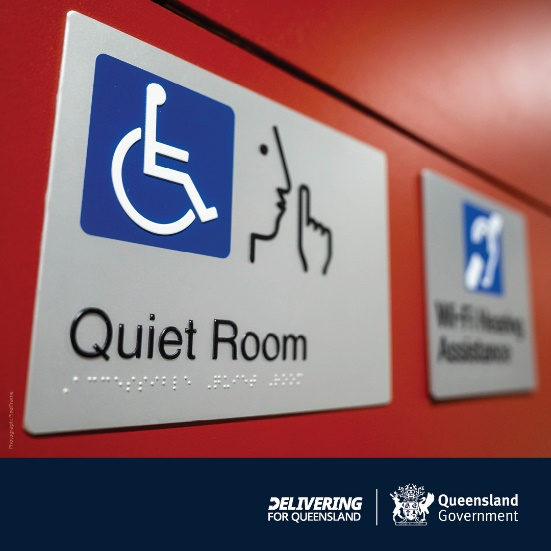 Quiet Room
Wi-Fi Hearing
Assistance
DELIVERING
FOR QUEENSLAND
Queensland
Government